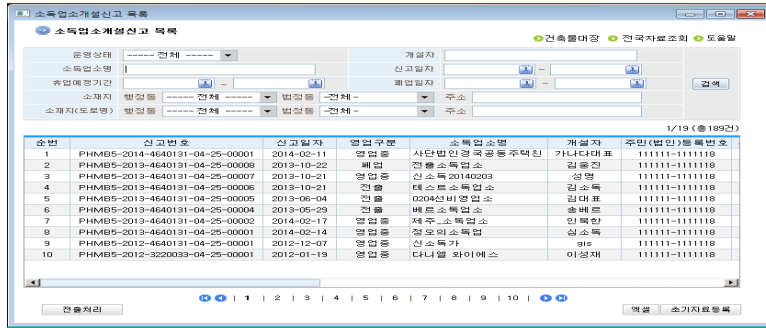 소독업소개설신고 목록
소독업소개설신고 목록
건축물대장 전국자료조회 도움말
운영상태 ----- 전체 ----- 개설자
소독업소명 신고일자 ~
휴업예정기간 ~ 폐업일자 ~ 검색
소재지 행정동 ----- 전체 ----- 법정동 -전체 - 주소
소재지(도로명) 행정동 ----- 전체 ----- 법정동 -전체 - 주소
1/19 (총189건)
순번 신고번호 신고일자 영업구분 소독업소명 개설자 주민(법인)등록번호
1 PHMB5-2014-4640131-04-25-00001 2014-02-11 영업중 사단법인경국공동주택친 가나다대표 111111-1111118
2 PHMB5-2013-4640131-04-25-00008 2013-10-22 폐업 전출소독업소 김웅진 111111-1111118
3 PHMB5-2013-4640131-04-25-00007 2013-10-21 영업중 신소독20140203 성명 111111-1111118
4 PHMB5-2013-4640131-04-25-00006 2013-10-21 전출 테스트소독업소 김소독 111111-1111118
5 PHMB5-2013-4640131-04-25-00005 2013-06-04 전출 0204선비영업소 김대표 111111-1111118
6 PHMB5-2013-4640131-04-25-00004 2013-05-29 전출 베르소독업소 송베르 111111-1111118
7 PHMB5-2013-4640131-04-25-00002 2014-02-17 영업중 제주_소독업소 민복한 111111-1111118
8 PHMB5-2014-4640131-04-25-00001 2014-02-14 영업중 정모의소독업 심소독 111111-1111118
9 PHMB5-2012-4640131-04-25-00001 2012-12-07 영업중 신소독가 gis 111111-1111118
10 PHMB5-2012-3220033-04-25-00001 2012-01-19 영업중 다니엘 와이에스 이성재 111111-1111118
1 | 2 | 3 | 4 | 5 | 6 | 7 | 8 | 9 | 10 |
전출처리 엑셀 초기자료등록